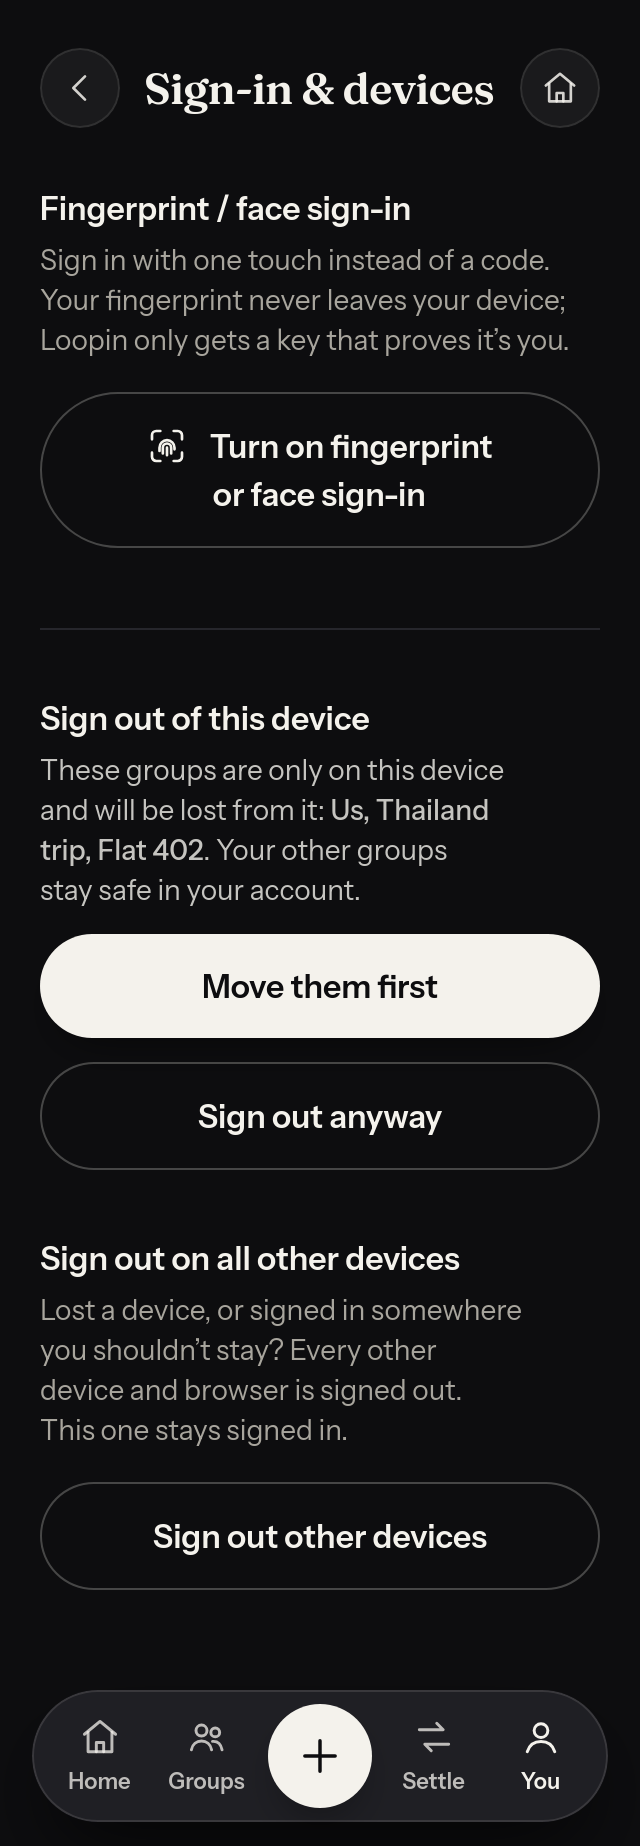 Sign-in & devices
Fingerprint / face sign-in
Sign in with one touch instead of a code.
Your fingerprint never leaves your device;
Loopin only gets a key that proves it’s you.
Turn on fingerprint
or face sign-in
Sign out of this device
These groups are only on this device
and will be lost from it: Us, Thailand
trip, Flat 402. Your other groups
stay safe in your account.
Move them first
Sign out anyway
Sign out on all other devices
Lost a device, or signed in somewhere
you shouldn’t stay? Every other
device and browser is signed out.
This one stays signed in.
Sign out other devices
Home Groups Settle You